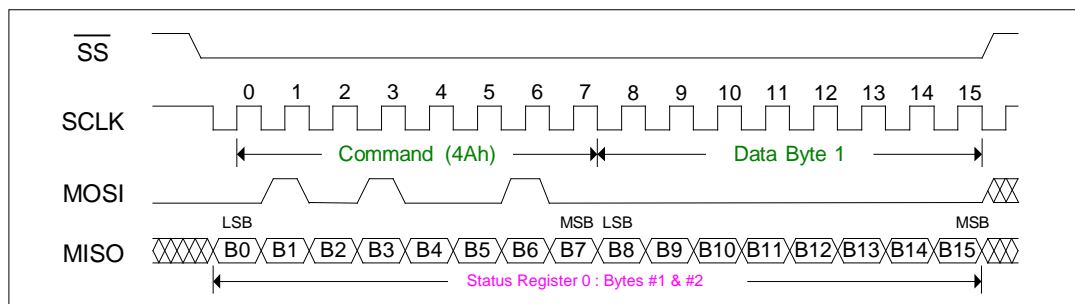 SS
0 1 2 3 4 5 6 7 8 9 10 11 12 13 14 15
SCLK
Command (4Ah) Data Byte 1
MOSI
LSB MSB LSB MSB
MISO B0 B1 B2 B3 B4 B5 B6 B7 B8 B9 B10 B11 B12 B13 B14 B15
Status Register 0 : Bytes #1 & #2